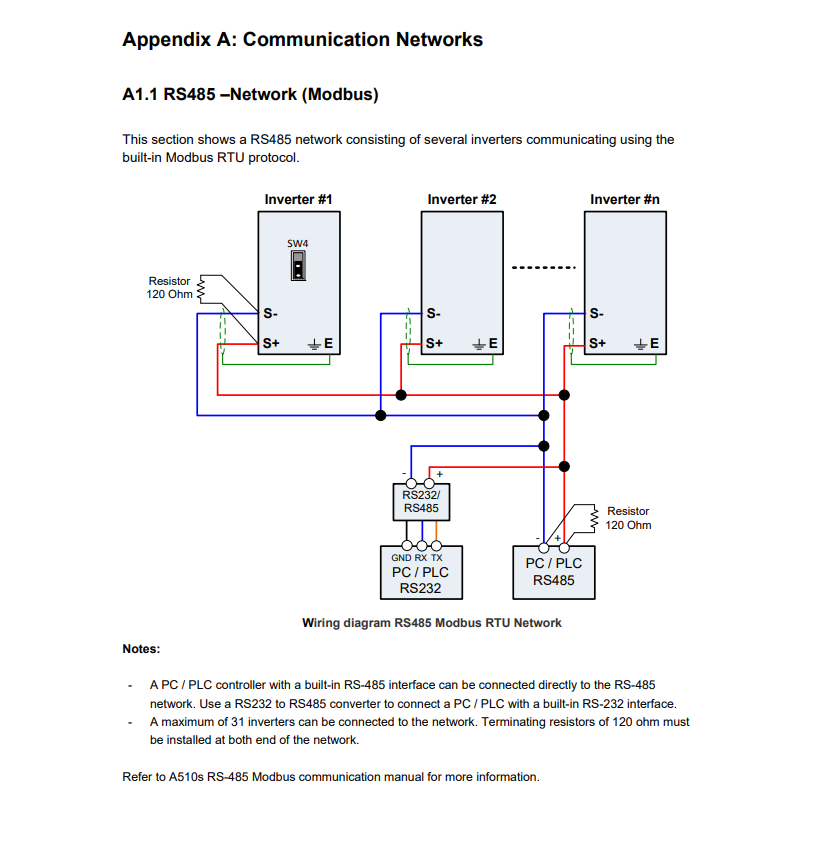 Appendix A: Communication Networks
A1.1 RS485 –Network (Modbus)
This section shows a RS485 network consisting of several inverters communicating using the
built-in Modbus RTU protocol.
Inverter #1
Inverter #2
Inverter #n
SW4
Resistor
120 Ohm
S-
S+
E
S-
S+
E
S-
S+
E
- +
RS232/
RS485
GND RX TX
PC / PLC
RS232
Resistor
120 Ohm
- +
PC / PLC
RS485
Wiring diagram RS485 Modbus RTU Network
Notes:
- A PC / PLC controller with a built-in RS-485 interface can be connected directly to the RS-485
network. Use a RS232 to RS485 converter to connect a PC / PLC with a built-in RS-232 interface.
- A maximum of 31 inverters can be connected to the network. Terminating resistors of 120 ohm must
be installed at both end of the network.
Refer to A510s RS-485 Modbus communication manual for more information.